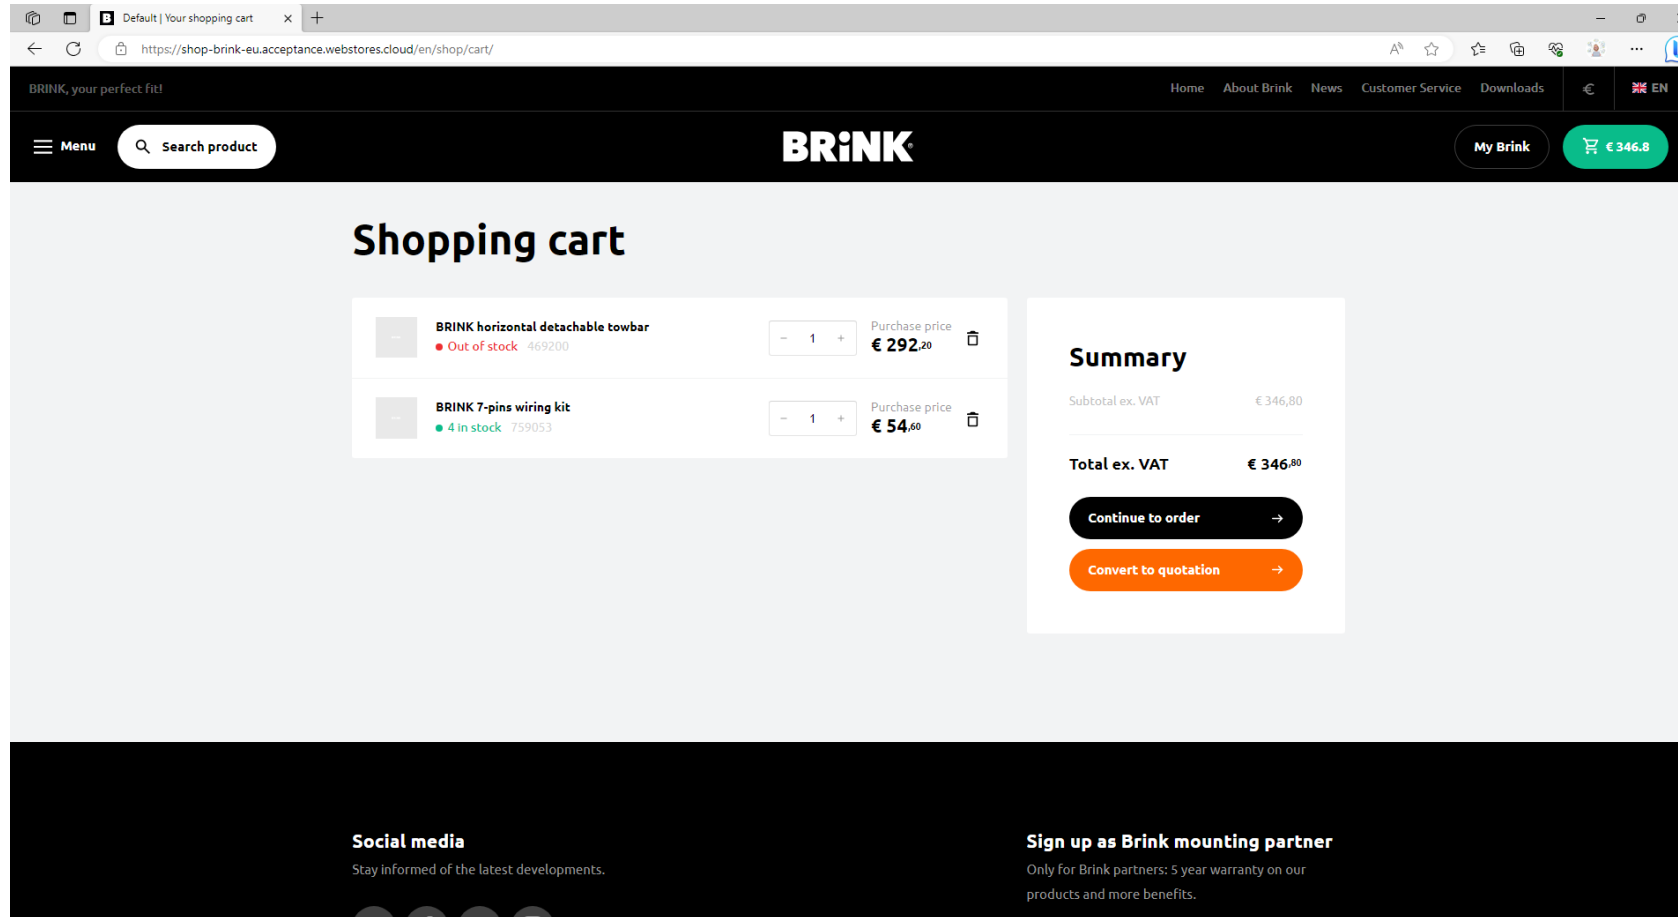 Default | Your shopping cart
https://shop-brink-eu.acceptance.webstores.cloud/en/shop/cart/
BRINK, your perfect fit!
Home About Brink News Customer Service Downloads € EN
Menu Search product BRiNK My Brink € 346.8
Shopping cart
BRINK horizontal detachable towbar
Out of stock 469200
- 1 +
Purchase price
€ 292,20
BRINK 7-pins wiring kit
4 in stock 759053
- 1 +
Purchase price
€ 54,60
Summary
Subtotal ex. VAT € 346,80
Total ex. VAT € 346,80
Continue to order
Convert to quotation
Social media
Stay informed of the latest developments.
Sign up as Brink mounting partner
Only for Brink partners: 5 year warranty on our
products and more benefits.